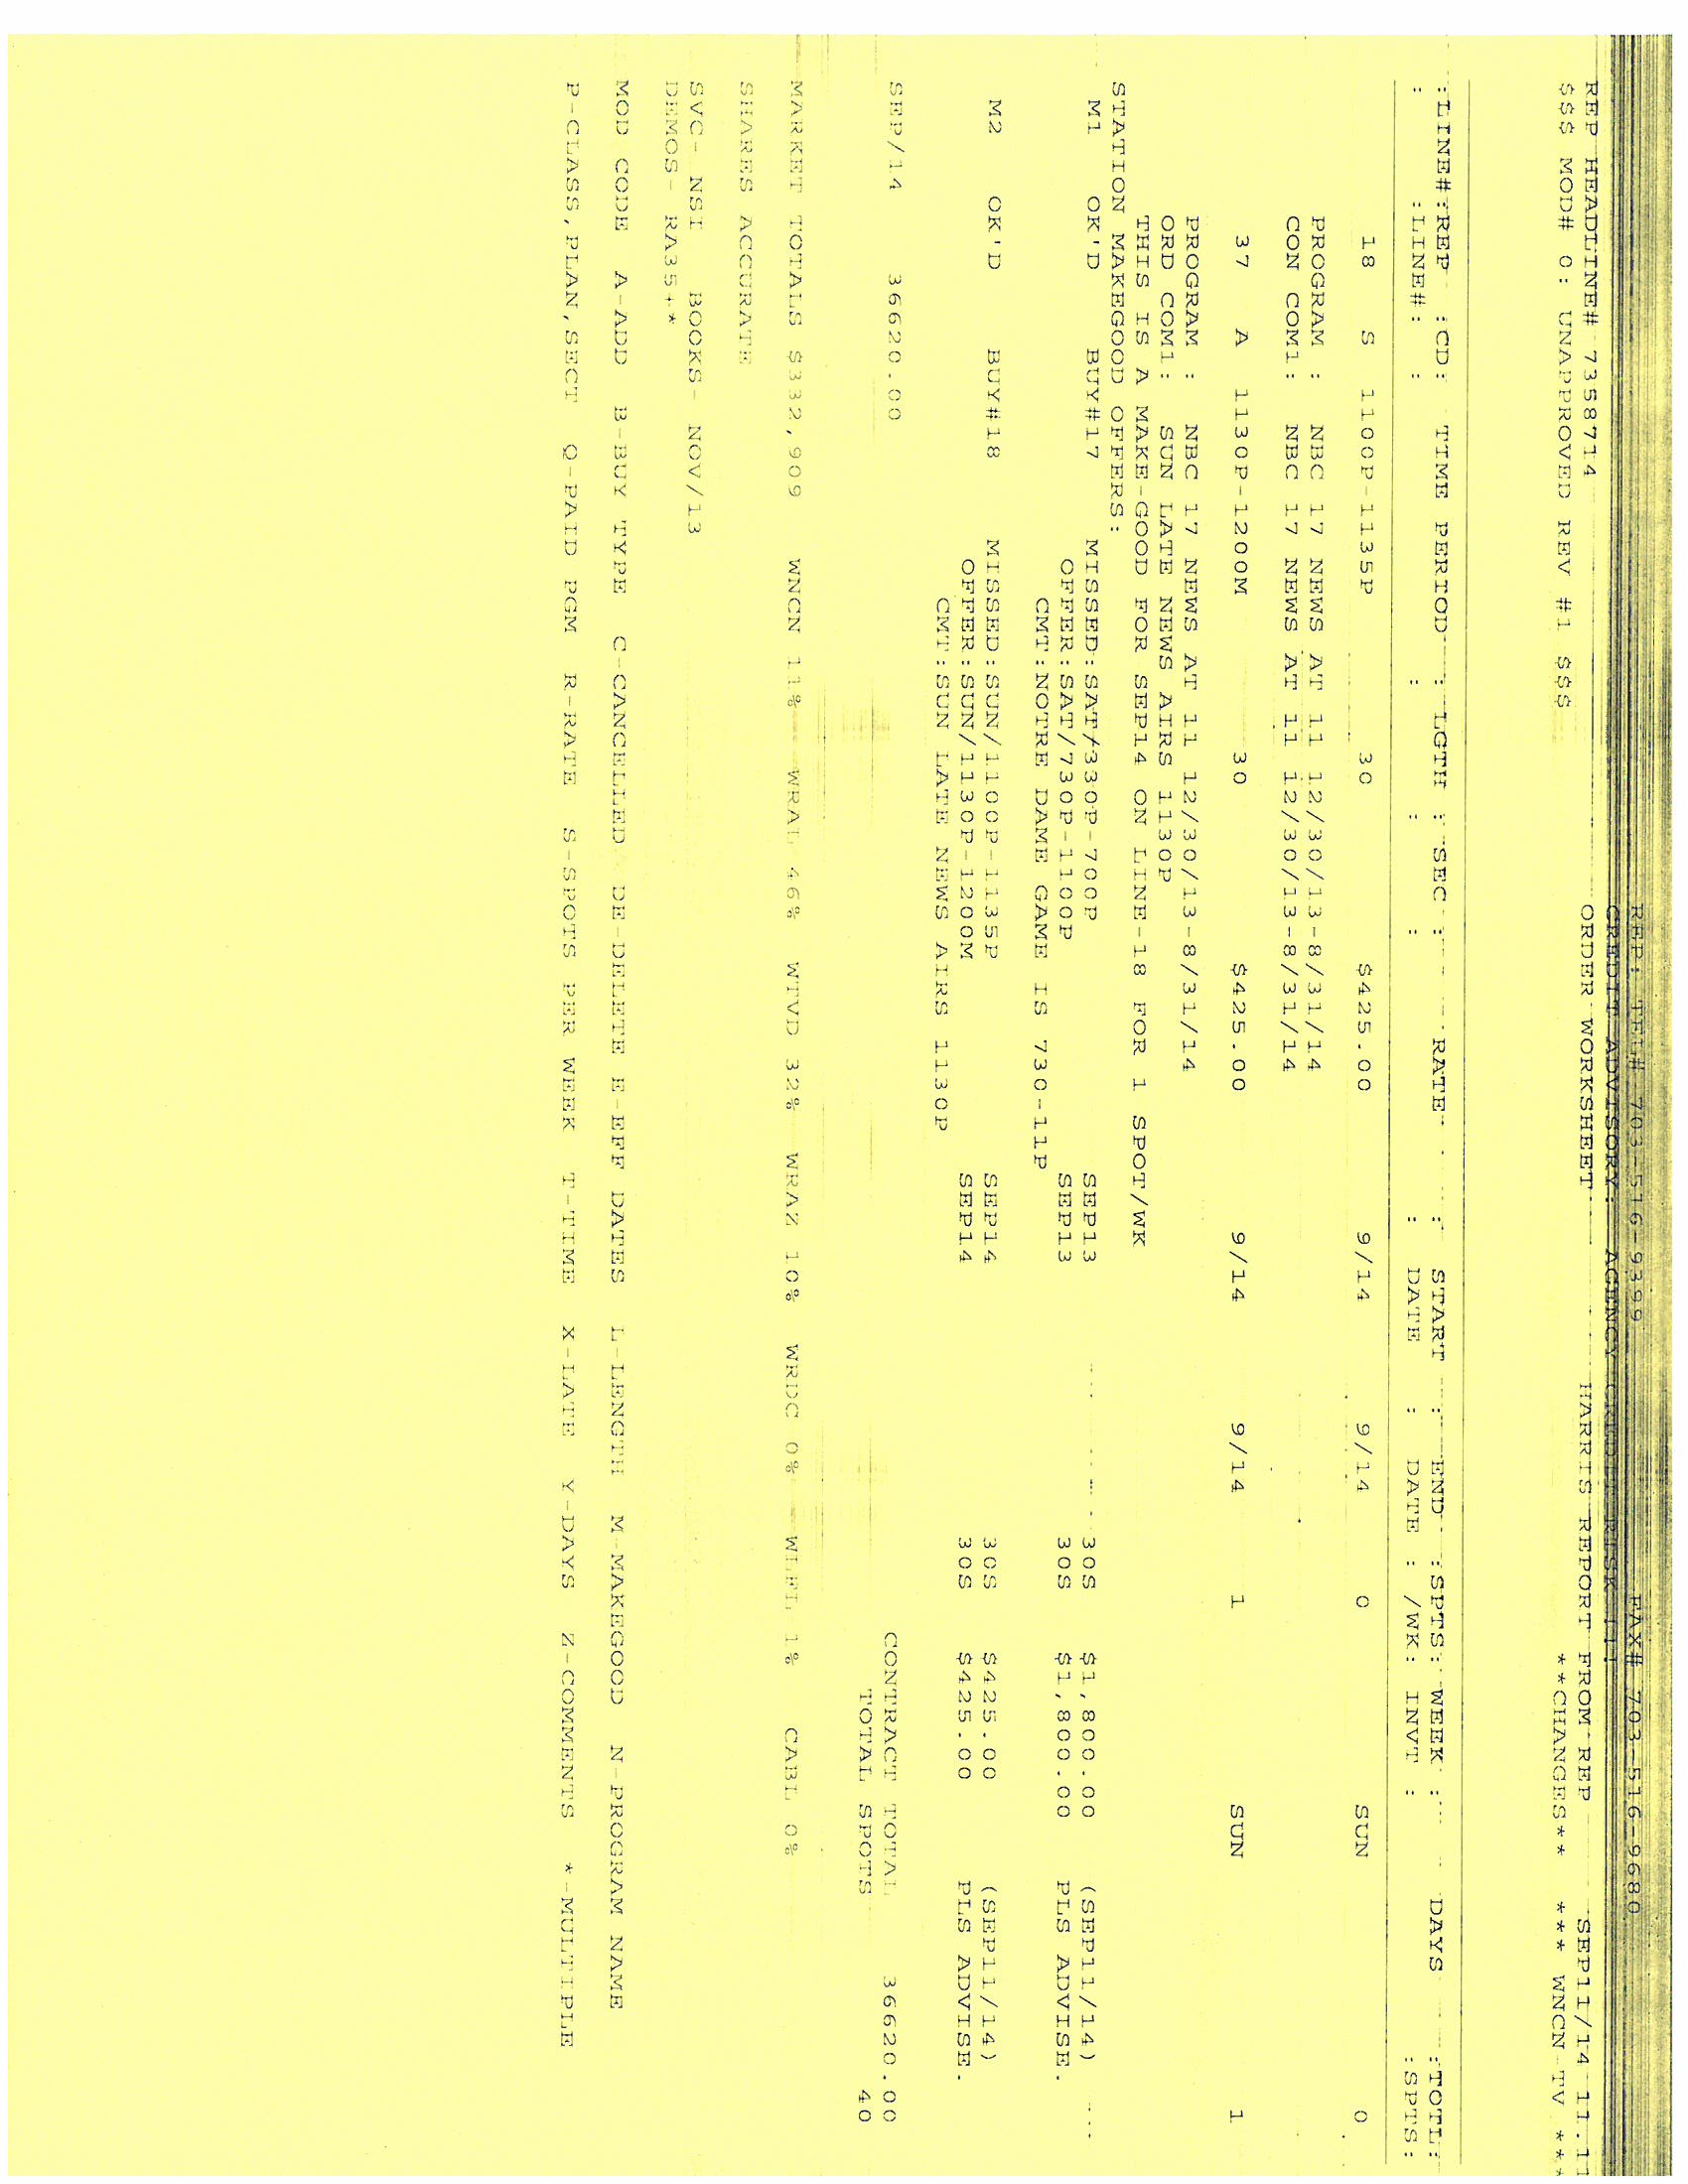 REP: TEL# 703-516-9399 FAX# 703-516-9680
CREDIT ADVISORY: AGENCY CREDIT RISK
ORDER WORKSHEET HARRIS REPORT FROM REP SEP11/14 11.11
REP HEADLINE# 7358714 **CHANGES** *** WNCN-TV ***
$$$ MOD# 0: UNAPPROVED REV #1 $$$
:LINE#:REP :CD: TIME PERIOD : LGTH : SEC : RATE : START : END :SPTS: WEEK : DAYS :TOTL:
: :LINE#: : : : : : DATE : DATE : /WK: INVT : :SPTS:
18 S 1100P-1135P 30 $425.00 9/14 9/14 0 SUN 0
PROGRAM : NBC 17 NEWS AT 11 12/30/13-8/31/14
CON COM1: NBC 17 NEWS AT 11 12/30/13-8/31/14
37 A 1130P-1200M 30 $425.00 9/14 9/14 1 SUN 1
PROGRAM : NBC 17 NEWS AT 11 12/30/13-8/31/14
ORD COM1: SUN LATE NEWS AIRS 1130P
THIS IS A MAKE-GOOD FOR SEP14 ON LINE-18 FOR 1 SPOT/WK
STATION MAKEGOOD OFFERS:
M1 OK'D BUY#17 MISSED:SAT/330P-700P SEP13 30S $1,800.00 (SEP11/14)
OFFER:SAT/730P-1100P SEP13 30S $1,800.00 PLS ADVISE.
CMT:NOTRE DAME GAME IS 730-11P
M2 OK'D BUY#18 MISSED:SUN/1100P-1135P SEP14 30S $425.00 (SEP11/14)
OFFER:SUN/1130P-1200M SEP14 30S $425.00 PLS ADVISE.
CMT:SUN LATE NEWS AIRS 1130P
SEP/14 36620.00 CONTRACT TOTAL 36620.00
TOTAL SPOTS 40
MARKET TOTALS $332,909 WNCN 11% WRAL 46% WTVD 32% WRAZ 10% WRDC 0% WLFL 1% CABL 0%
SHARES ACCURATE
SVC- NSI BOOKS- NOV/13
DEMOS- RA35+*
MOD CODE A-ADD B-BUY TYPE C-CANCELLED DE-DELETE E-EFF DATES L-LENGTH M-MAKEGOOD N-PROGRAM NAME
P-CLASS,PLAN,SECT Q-PAID PGM R-RATE S-SPOTS PER WEEK T-TIME X-LATE Y-DAYS Z-COMMENTS *-MULTIPLE